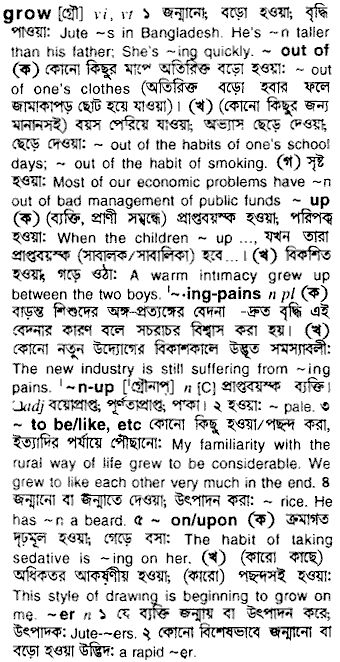 grow [গ্রৌ] vi, vt ১ জন্মানো; বড়ো হওয়া; বৃদ্ধি
পাওয়া: Jute ~s in Bangladesh. He's ~n taller
than his father; She's ~ing quickly. ~ out of
(ক) কোনো কিছুর মাপে অতিরিক্ত বড়ো হওয়া: ~ out
of one's clothes (অতিরিক্ত বড়ো হবার ফলে
জামাকাপড় ছোট হয়ে যাওয়া)। (খ) (কোনো কিছুর জন্য
মানানসই) বয়স পেরিয়ে যাওয়া; অভ্যাস ছেড়ে দেওয়া;
ছেড়ে দেওয়া: ~ out of the habits of one's school
days; ~ out of the habit of smoking. (গ) সৃষ্ট
হওয়া: Most of our economic problems have ~n
out of bad management of public funds ~ up
(ক) (ব্যক্তি, প্রাণী সম্বন্ধে) প্রাপ্তবয়স্ক হওয়া; পরিপক্ব
হওয়া: When the children ~ up ..., যখন তারা
প্রাপ্তবয়স্ক (সাবালক/সাবালিকা) হবে...। (খ) বিকশিত
হওয়া; গড়ে ওঠা: A warm intimacy grew up
between the two boys. ˈ~·ing-pains n pl (ক)
বাড়ন্ত শিশুদের অঙ্গ-প্রত্যঙ্গের বেদনা -দ্রুত বৃদ্ধি এই
বেদনার কারণ বলে সচরাচর বিশ্বাস করা হয়। (খ)
কোনো নতুন উদ্যোগের বিকাশকালে উদ্ভূত সমস্যাবলী:
The new industry is still suffering from ~ing
pains. ˈ~n-up [ˈগ্রৌনাপ্] n [C] প্রাপ্তবয়স্ক ব্যক্তি।
adj বয়োপ্রাপ্ত; পূর্ণতাপ্রাপ্ত; পাকা। ২ হওয়া: ~ pale. ৩
~ to be/like, etc কোনো কিছু হওয়া/পছন্দ করা,
ইত্যাদির পর্যায়ে পৌছানো: My familiarity with the
rural way of life grew to be considerable. We
grew to like each other very much in the end. ৪
জন্মানো বা জন্মাতে দেওয়া; উৎপাদন করা: ~ rice. He
has ~n a beard. ৫ ~ on/upon (ক) ক্রমাগত
দৃঢ়মূল হওয়া; গেড়ে বসা: The habit of taking
sedative is ~ing on her. (খ) (কারো কাছে)
অধিকতর আকর্ষণীয় হওয়া; (কারো) পছন্দসই হওয়া:
This style of drawing is beginning to grow on
me. ~er n ১ যে ব্যক্তি জন্মায় বা উৎপাদন করে;
উৎপাদক: Jute-~ers. ২ কোনো বিশেষভাবে জন্মানো বা
বড়ো হওয়া উদ্ভিদ: a rapid ~er.